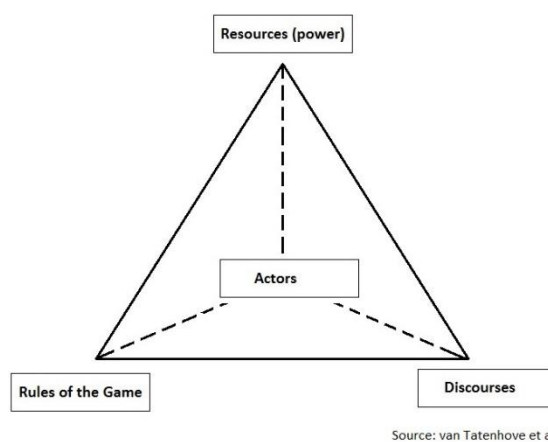 Resources (power)
Actors
Rules of the Game
Discourses
Source: van Tatenhove et a